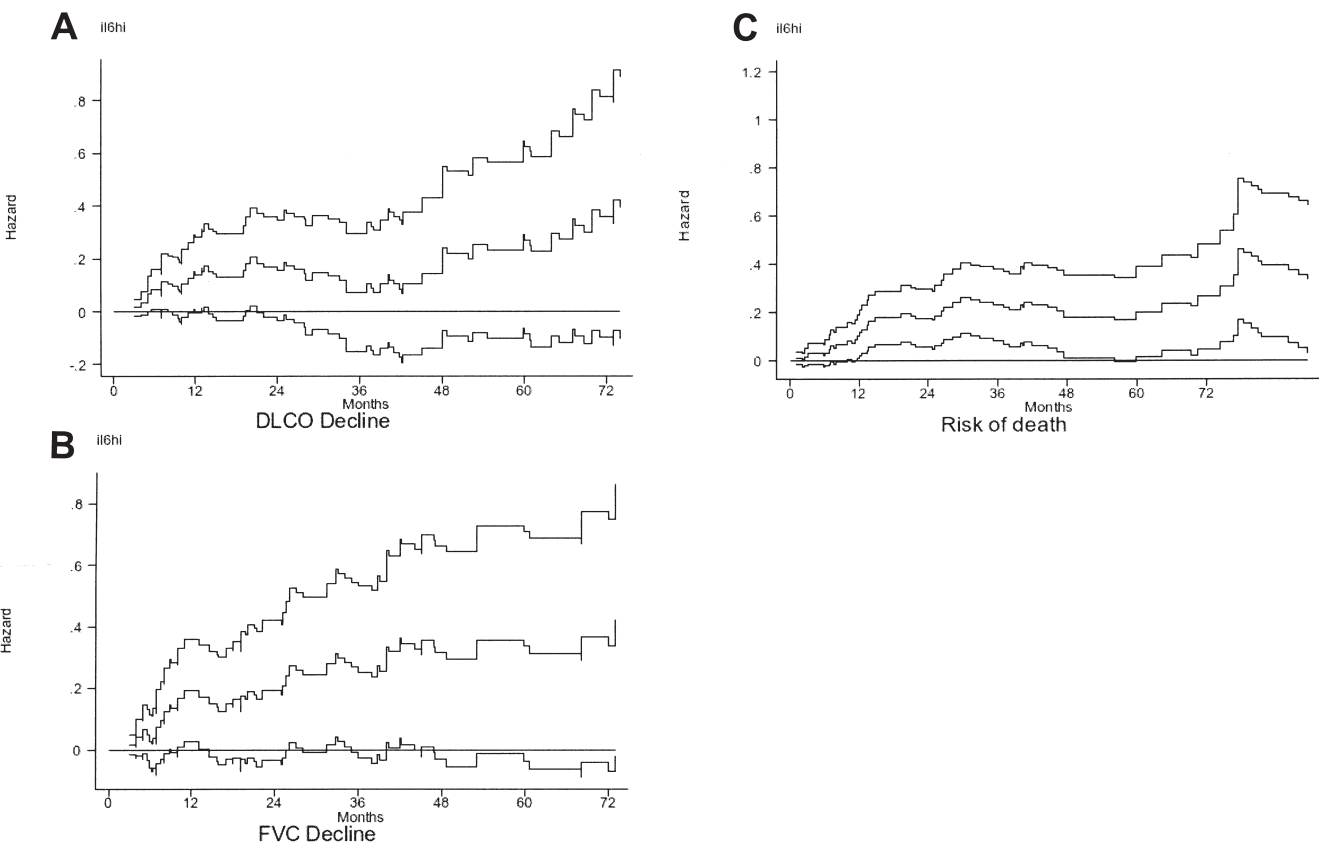 A il6hi
Hazard
.8
.6
.4
.2
0
-.2
0 12 24 36 48 60 72
Months
DLCO Decline
B il6hi
Hazard
.8
.6
.4
.2
0
0 12 24 36 48 60 72
Months
FVC Decline
C il6hi
Hazard
1.2
1
.8
.6
.4
.2
0
0 12 24 36 48 60 72
Months
Risk of death